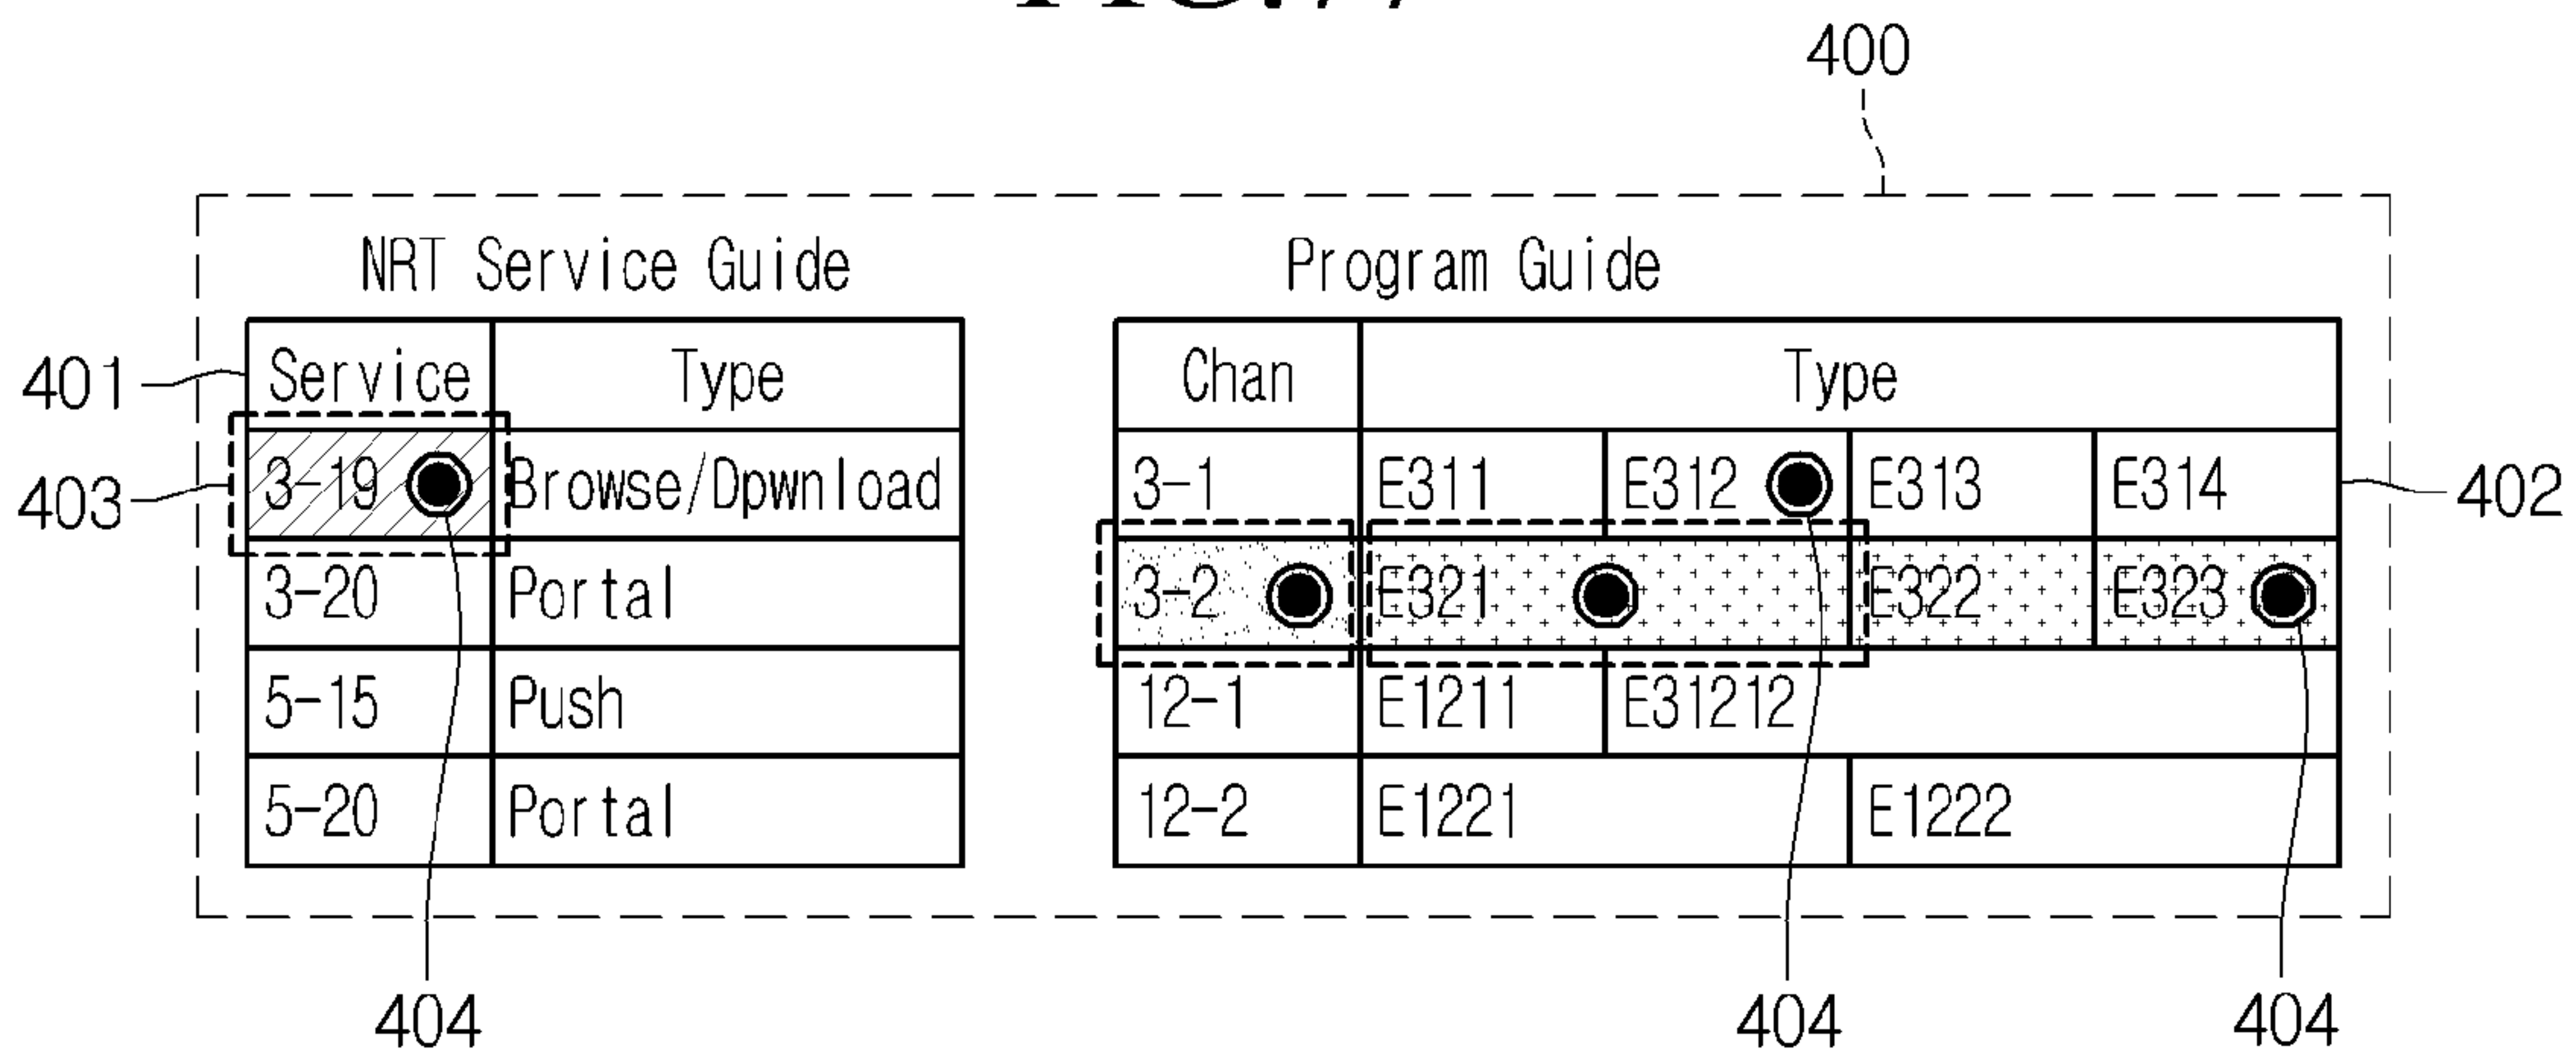 400
NRT Service Guide
Program Guide
401
Service Type
Chan Type
403
3-19 Browse/Dpwnload
3-1 E311 E312 E313 E314
402
3-20 Portal
3-2 E321 E322 E323
5-15 Push
12-1 E1211 E31212
5-20 Portal
12-2 E1221 E1222
404
404
404